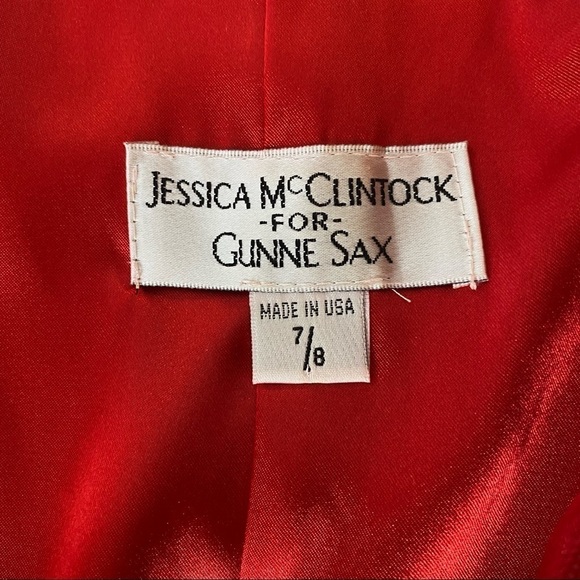 JESSICA McCLINTOCK
-FOR-
GUNNE SAX
MADE IN USA
7/8